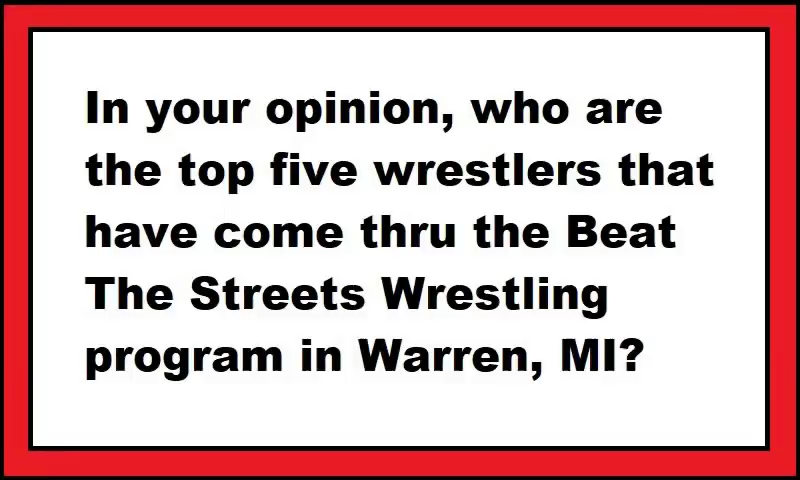 In your opinion, who are
the top five wrestlers that
have come thru the Beat
The Streets Wrestling
program in Warren, MI?